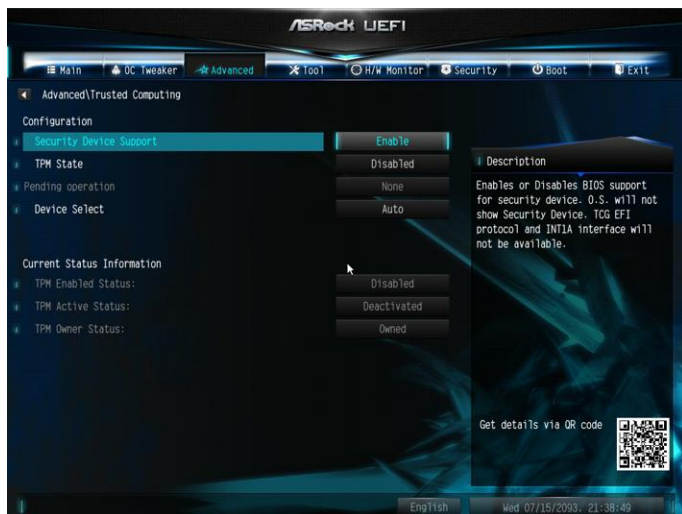 ASRock UEFI
Main OC Tweaker Advanced Tool H/W Monitor Security Boot Exit
Advanced\Trusted Computing
Configuration
Security Device Support Enable
TPM State Disabled
Pending operation None
Device Select Auto
Current Status Information
TPM Enabled Status: Disabled
TPM Active Status: Deactivated
TPM Owner Status: Owned
Description
Enables or Disables BIOS support
for security device. O.S. will not
show Security Device. TCG EFI
protocol and INT1A interface will
not be available.
Get details via QR code
English Wed 07/15/2093. 21:38:49